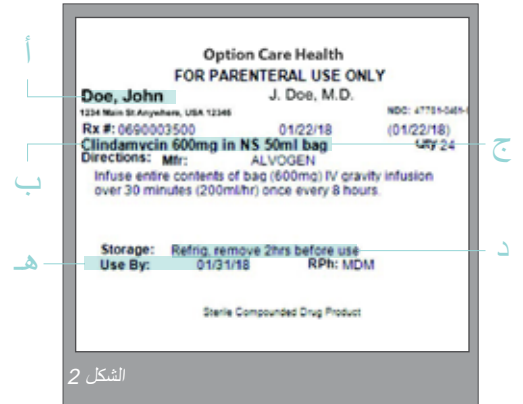 Option Care Health
FOR PARENTERAL USE ONLY
أ
Doe, John J. Doe, M.D.
1234 Main St Anywhere, USA 12345 NDC:
Rx #: 0690003500 01/22/18 (01/22/18)
ب Clindamycin 600mg in NS 50ml bag QTY 24 ج
Directions: Mfr: ALVOGEN
Infuse entire contents of bag (600mg) IV gravity infusion
over 30 minutes (200ml/hr) once every 8 hours.
Storage: Refrig, remove 2hrs before use د
هـ Use By: 01/31/18 RPh: MDM
Sterile Compounded Drug Product
الشكل 2